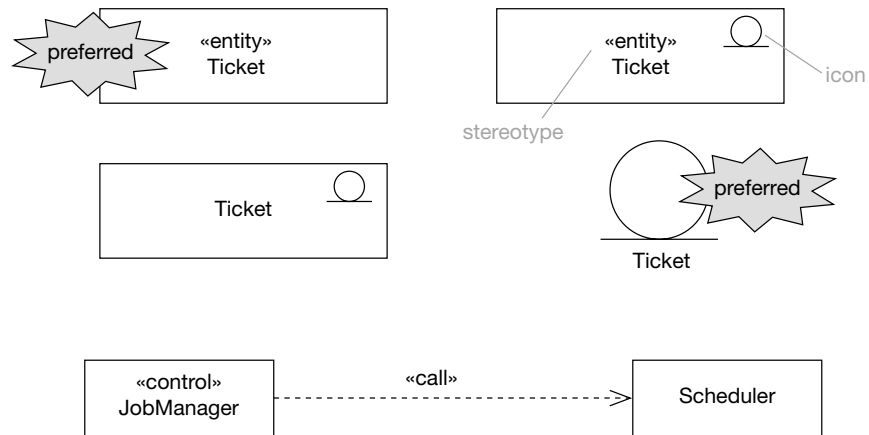 preferred
«entity»
Ticket
«entity»
Ticket
icon
stereotype
Ticket
preferred
Ticket
«control»
JobManager
«call»
Scheduler